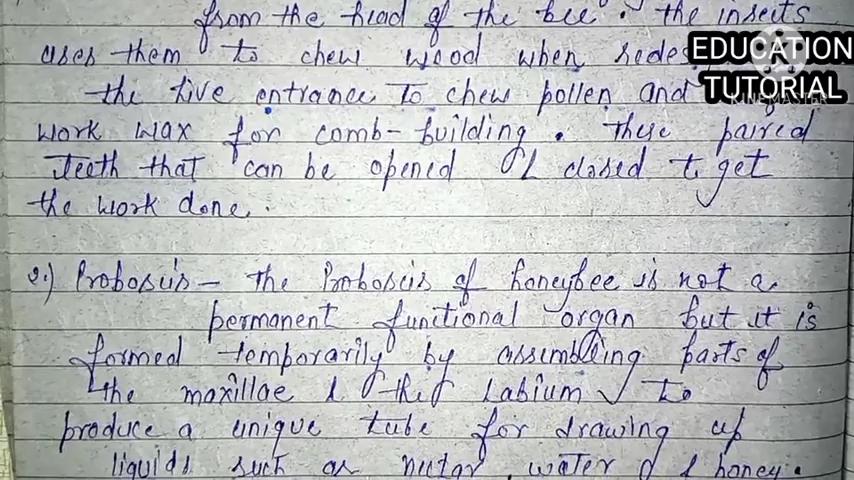 from the head of the bee. the insects
uses them to chew wood when redes
EDUCATION
TUTORIAL
KINEMASTER
the live entrance to chew pollen and
work wax for comb-building. These paired
Teeth that can be opened & closed to get
the work done.
2.) Probosis - the Proboscis of honeybee is not a
permanent functional organ but it is
formed temporarily by assembling parts of
the maxillae & the Labium to
produce a unique tube for drawing up
liquids such as nectar, water & honey.